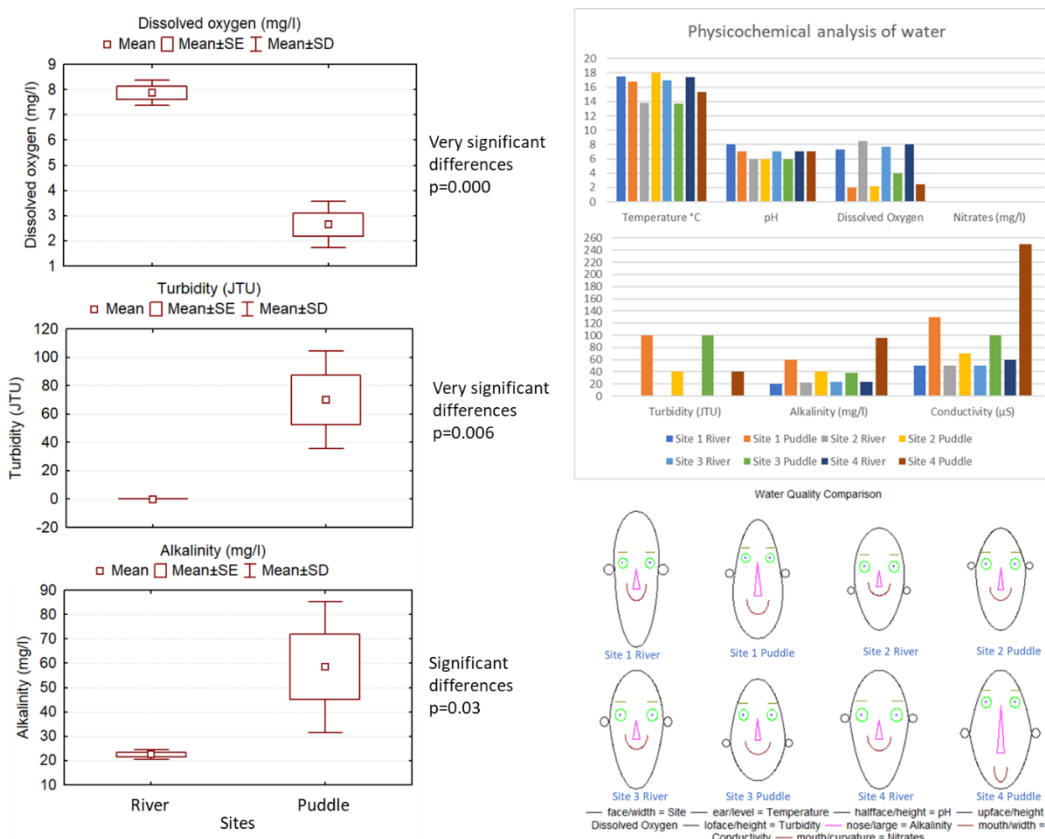 Dissolved oxygen (mg/l)
Mean Mean±SE Mean±SD
9
8
7
6
5
4
3
2
1
Dissolved oxygen (mg/l)
Very significant
differences
p=0.000
Turbidity (JTU)
Mean Mean±SE Mean±SD
120
100
80
60
40
20
0
-20
Turbidity (JTU)
Very significant
differences
p=0.006
Alkalinity (mg/l)
Mean Mean±SE Mean±SD
90
80
70
60
50
40
30
20
10
Alkalinity (mg/l)
Significant
differences
p=0.03
River Puddle
Sites
Physicochemical analysis of water
20
18
16
14
12
10
8
6
4
2
0
Temperature °C pH Dissolved Oxygen Nitrates (mg/l)
260
240
220
200
180
160
140
120
100
80
60
40
20
0
Turbidity (JTU) Alkalinity (mg/l) Conductivity (µS)
Site 1 River Site 1 Puddle Site 2 River Site 2 Puddle
Site 3 River Site 3 Puddle Site 4 River Site 4 Puddle
Water Quality Comparison
Site 1 River Site 1 Puddle Site 2 River Site 2 Puddle
Site 3 River Site 3 Puddle Site 4 River Site 4 Puddle
face/width = Site ear/level = Temperature halfface/height = pH upface/height
Dissolved Oxygen loface/height = Turbidity nose/large = Alkalinity mouth/width =
Conductivity mouth/curvature = Nitrates